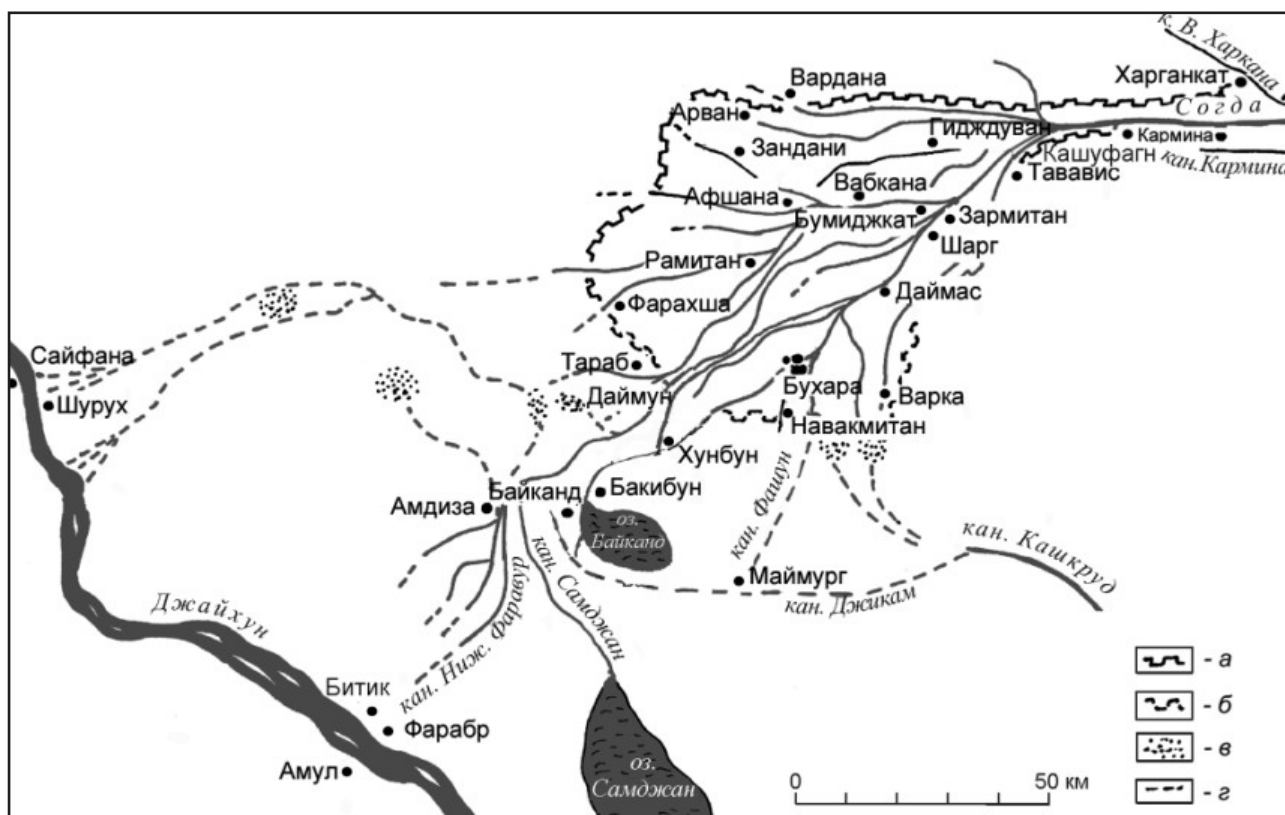 к. В. Харкана
Харганкат
Вардана
Согда
Арван
Гидждуван
Кармина
Зандани
Кашуфагн
кан.Кармина
Тававис
Вабкана
Афшана
Бумиджкат
Зармитан
Шарг
Рамитан
Даймас
Фарахша
Сайфана
Тараб
Бухара
Шурух
Даймун
Варка
Навакмитан
Хунбун
Байканд
Бакибун
Амдиза
оз.
Байканд
кан. Фашун
кан. Кашкруд
кан. Самджан
Маймург
кан. Джикам
Джайхун
кан. Ниж. Фаравур
- а
Битик
- б
Фарабр
- в
оз.
Самджан
Амул
0 50 км
- г